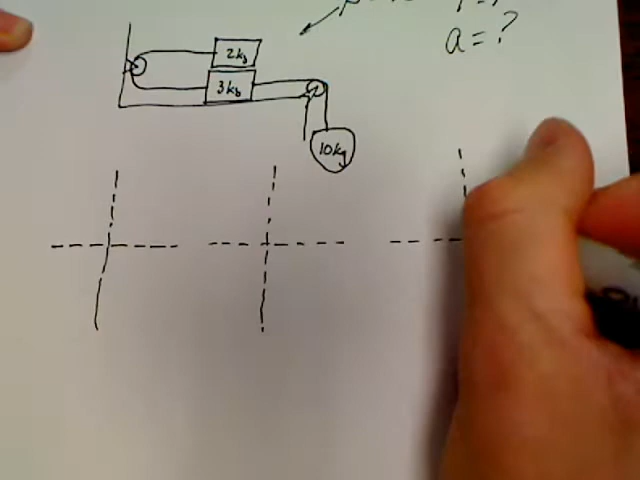 a = ?
2kg
3kg
10kg